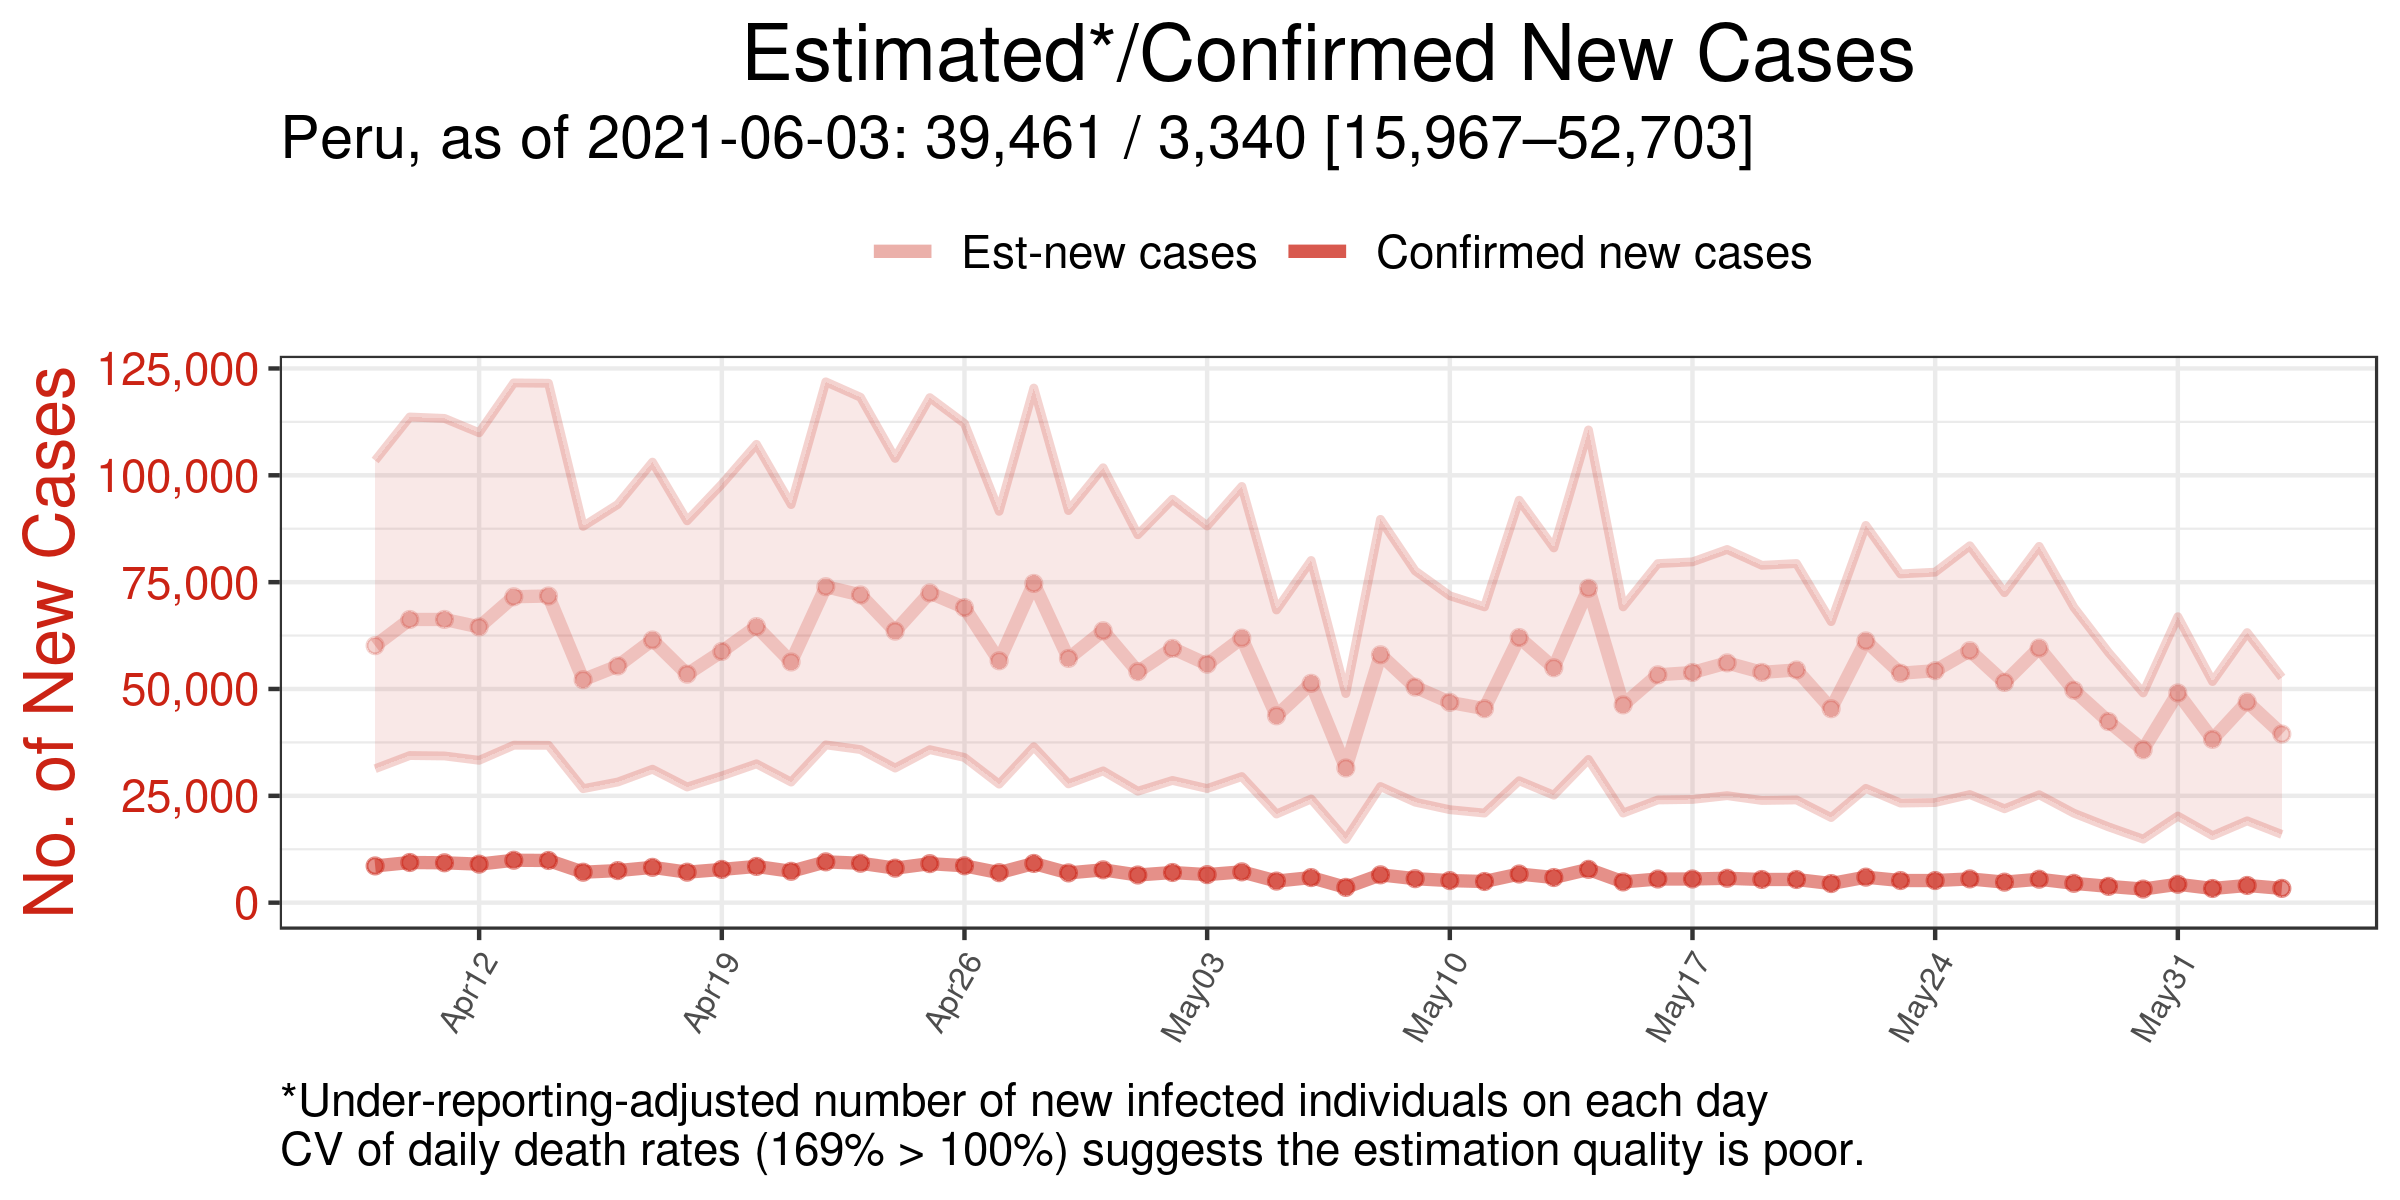 Estimated*/Confirmed New Cases
Peru, as of 2021-06-03: 39,461 / 3,340 [15,967–52,703]
Est-new cases
Confirmed new cases
No. of New Cases
125,000
100,000
75,000
50,000
25,000
0
Apr12
Apr19
Apr26
May03
May10
May17
May24
May31
*Under-reporting-adjusted number of new infected individuals on each day
CV of daily death rates (169% > 100%) suggests the estimation quality is poor.